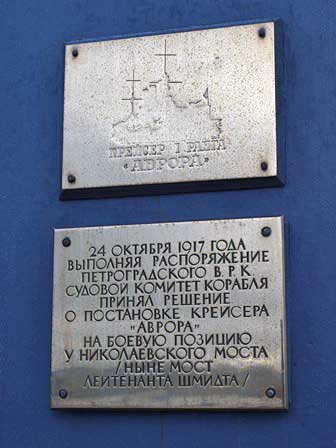 КРЕЙСЕР I РАНГА
"АВРОРА"
24 ОКТЯБРЯ 1917 ГОДА
ВЫПОЛНЯЯ РАСПОРЯЖЕНИЕ
ПЕТРОГРАДСКОГО В.Р.К.
СУДОВОЙ КОМИТЕТ КОРАБЛЯ
ПРИНЯЛ РЕШЕНИЕ
О ПОСТАНОВКЕ КРЕЙСЕРА
"АВРОРА"
НА БОЕВУЮ ПОЗИЦИЮ
У НИКОЛАЕВСКОГО МОСТА
/НЫНЕ МОСТ
ЛЕЙТЕНАНТА ШМИДТА/